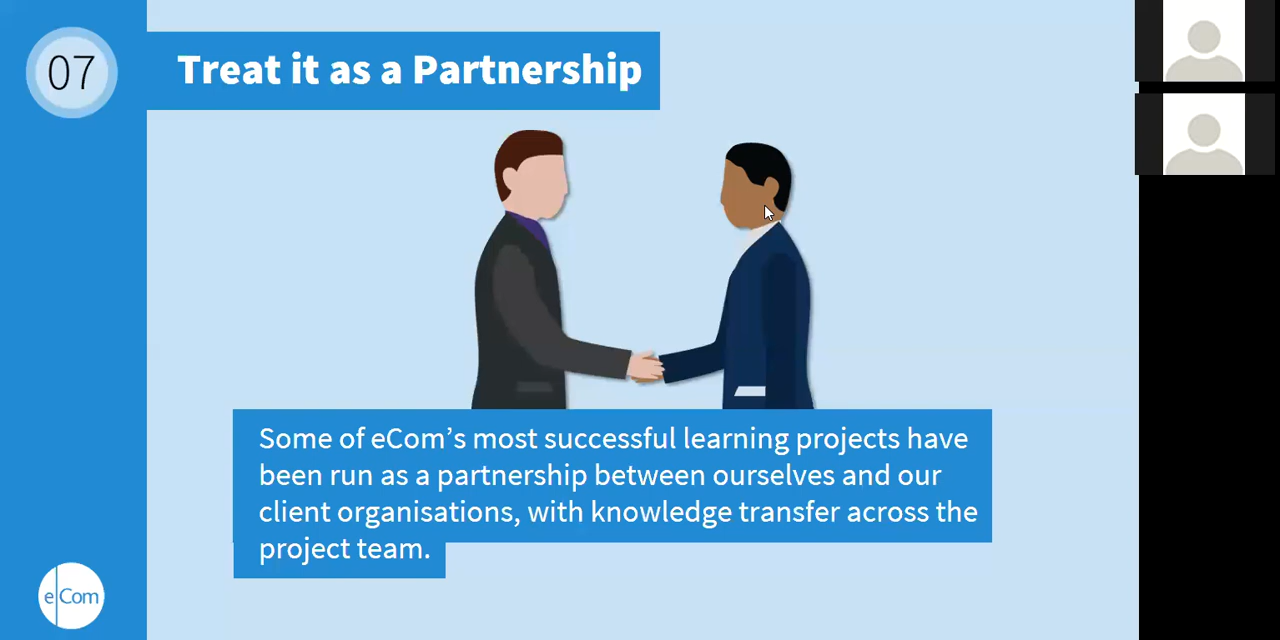 07
Treat it as a Partnership
Some of eCom’s most successful learning projects have
been run as a partnership between ourselves and our
client organisations, with knowledge transfer across the
project team.
eCom